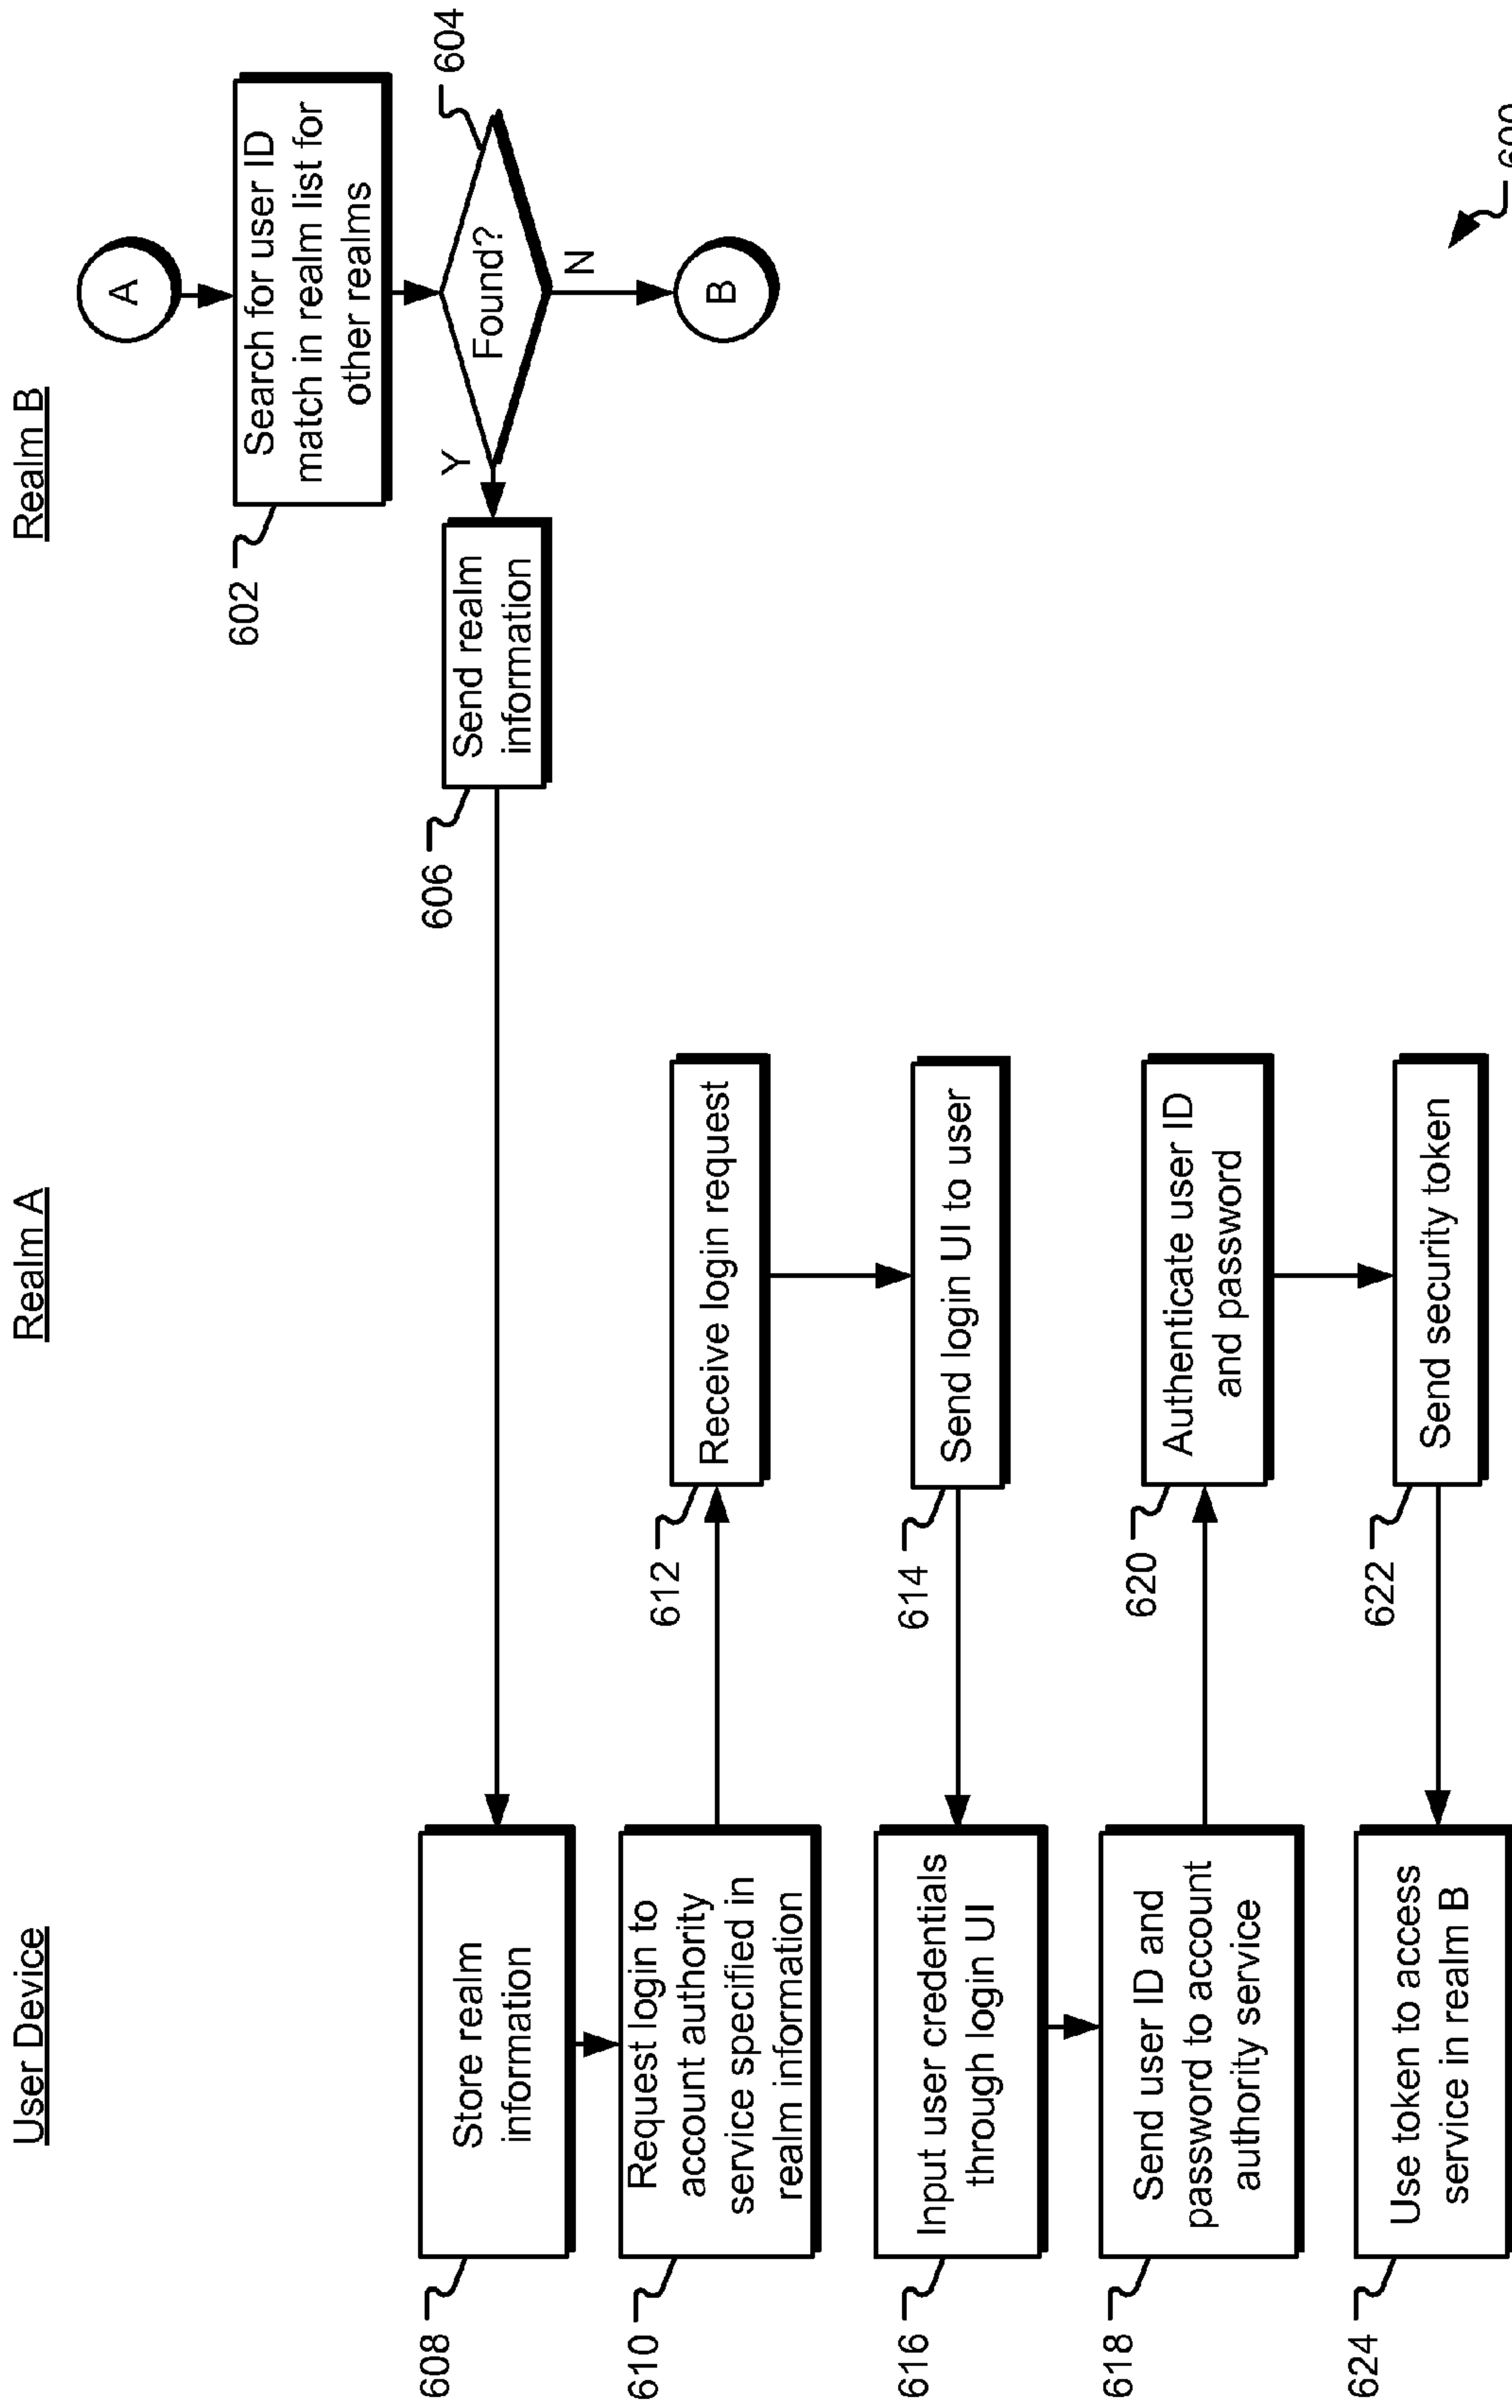 User Device
Realm A
Realm B
A
602
Search for user ID
match in realm list for
other realms
604
Found?
Y
N
B
606
Send realm
information
608
Store realm
information
610
Request login to
account authority
service specified in
realm information
612
Receive login request
614
Send login UI to user
616
Input user credentials
through login UI
618
Send user ID and
password to account
authority service
620
Authenticate user ID
and password
622
Send security token
624
Use token to access
service in realm B
600